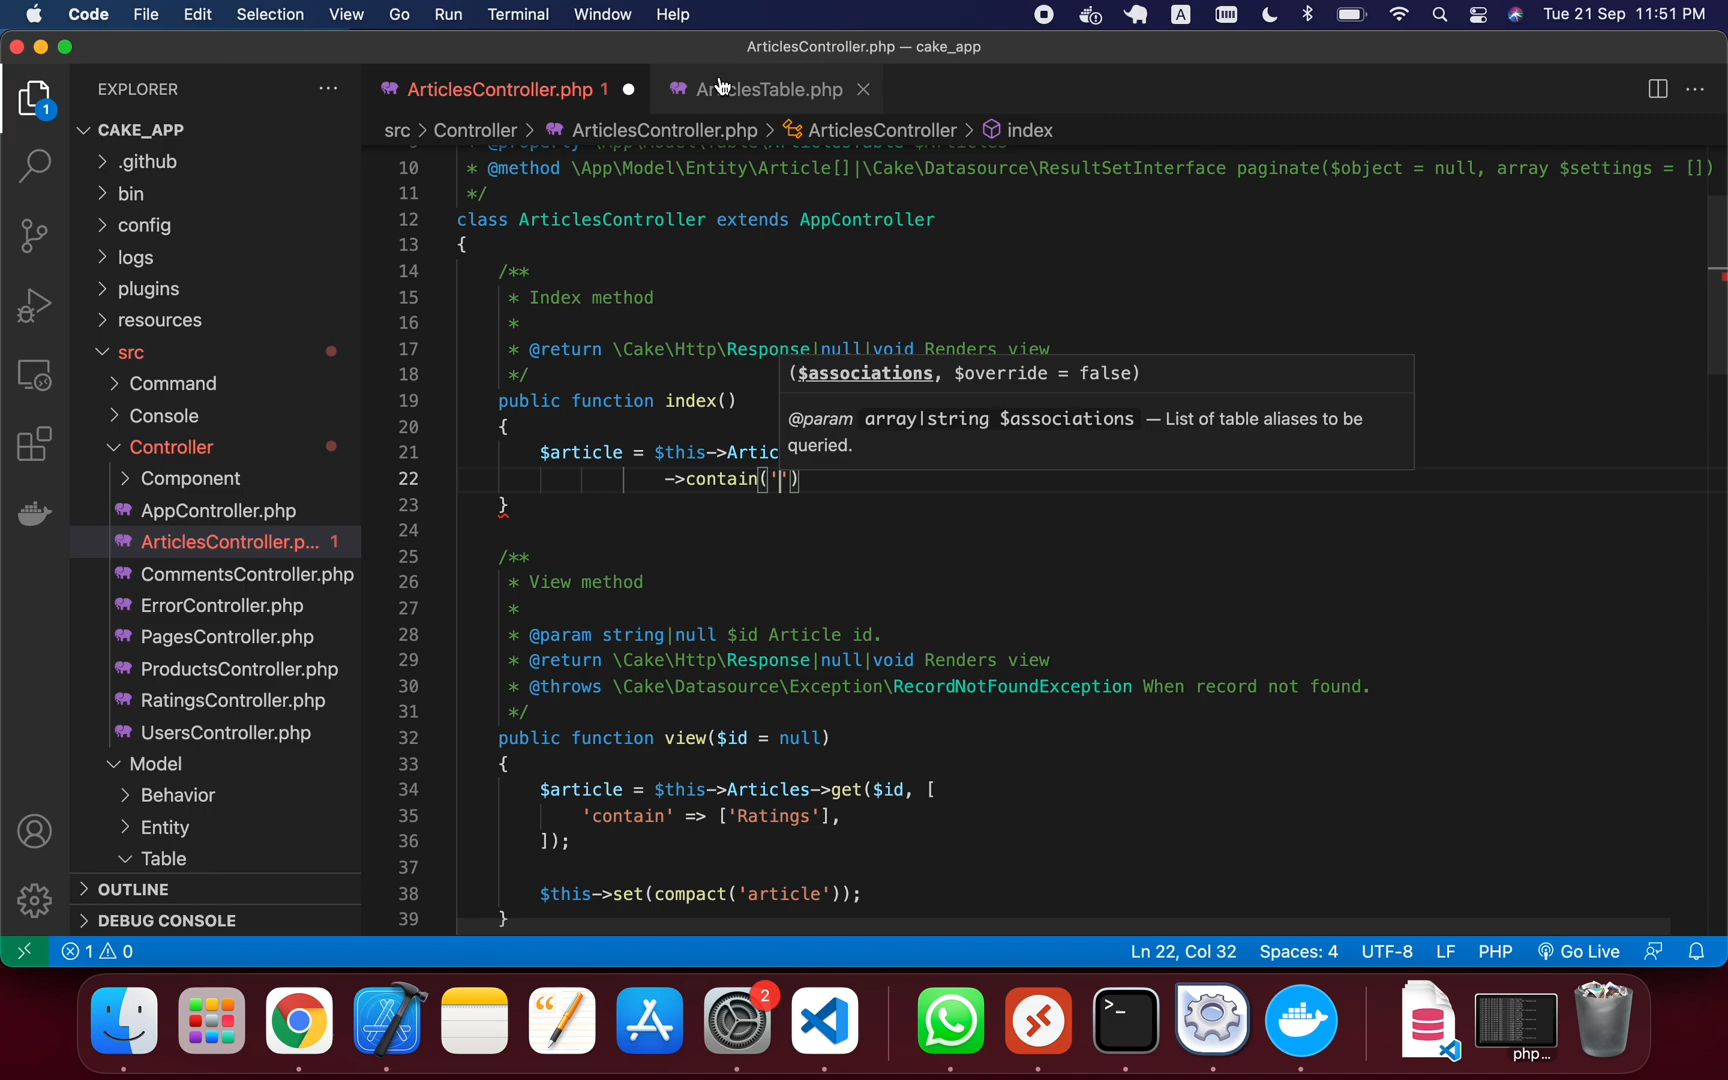 Code File Edit Selection View Go Run Terminal Window Help A Tue 21 Sep 11:51 PM
ArticlesController.php — cake_app
1
EXPLORER ...
ArticlesController.php 1
ArticlesTable.php
src > Controller > ArticlesController.php > ArticlesController > index
CAKE_APP
.github
bin
config
logs
plugins
resources
src
Command
Console
Controller
Component
AppController.php
ArticlesController.p... 1
CommentsController.php
ErrorController.php
PagesController.php
ProductsController.php
RatingsController.php
UsersController.php
Model
Behavior
Entity
Table
OUTLINE
DEBUG CONSOLE
10 * @method \App\Model\Entity\Article[]|\Cake\Datasource\ResultSetInterface paginate($object = null, array $settings = [])
11 */
12 class ArticlesController extends AppController
13 {
14 /**
15 * Index method
16 *
17 * @return \Cake\Http\Response|null|void Renders view
18 */
19 public function index()
20 {
21 $article = $this->Artic
22 ->contain('')
23 }
24
25 /**
26 * View method
27 *
28 * @param string|null $id Article id.
29 * @return \Cake\Http\Response|null|void Renders view
30 * @throws \Cake\Datasource\Exception\RecordNotFoundException When record not found.
31 */
32 public function view($id = null)
33 {
34 $article = $this->Articles->get($id, [
35 'contain' => ['Ratings'],
36 ]);
37
38 $this->set(compact('article'));
39 }
($associations, $override = false)
@param array|string $associations — List of table aliases to be
queried.
1 0 Ln 22, Col 32 Spaces: 4 UTF-8 LF PHP Go Live
2
php...